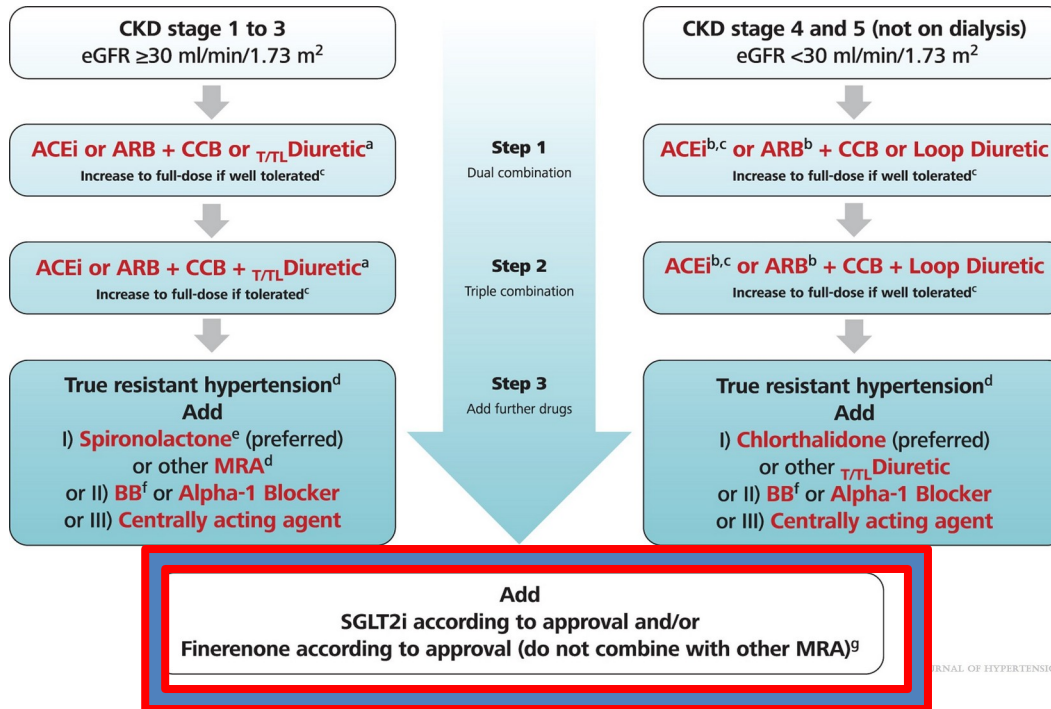 CKD stage 1 to 3
eGFR ≥30 ml/min/1.73 m²
ACEi or ARB + CCB or T/TLDiureticᵃ
Increase to full-dose if well toleratedᶜ
ACEi or ARB + CCB + T/TLDiureticᵃ
Increase to full-dose if toleratedᶜ
True resistant hypertensionᵈ
Add
I) Spironolactoneᵉ (preferred)
or other MRAᵈ
or II) BBᶠ or Alpha-1 Blocker
or III) Centrally acting agent
Step 1
Dual combination
Step 2
Triple combination
Step 3
Add further drugs
CKD stage 4 and 5 (not on dialysis)
eGFR <30 ml/min/1.73 m²
ACEiᵇ,ᶜ or ARBᵇ + CCB or Loop Diuretic
Increase to full-dose if well toleratedᶜ
ACEiᵇ,ᶜ or ARBᵇ + CCB + Loop Diuretic
Increase to full-dose if well toleratedᶜ
True resistant hypertensionᵈ
Add
I) Chlorthalidone (preferred)
or other T/TLDiuretic
or II) BBᶠ or Alpha-1 Blocker
or III) Centrally acting agent
Add
SGLT2i according to approval and/or
Finerenone according to approval (do not combine with other MRA)ᵍ
OF